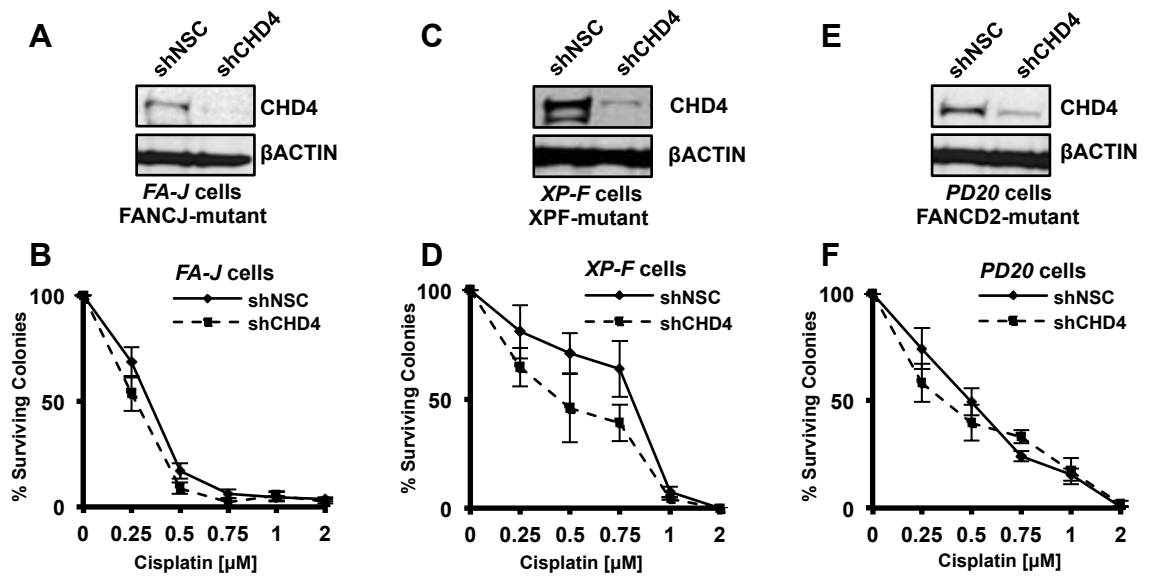 A
shNSC
shCHD4
CHD4
βACTIN
FA-J cells
FANCJ-mutant
B
FA-J cells
shNSC
shCHD4
% Surviving Colonies
100
50
0
0 0.25 0.5 0.75 1 2
Cisplatin [μM]
C
shNSC
shCHD4
CHD4
βACTIN
XP-F cells
XPF-mutant
D
XP-F cells
shNSC
shCHD4
% Surviving Colonies
100
50
0
0 0.25 0.5 0.75 1 2
Cisplatin [μM]
E
shNSC
shCHD4
CHD4
βACTIN
PD20 cells
FANCD2-mutant
F
PD20 cells
shNSC
shCHD4
% Surviving Colonies
100
50
0
0 0.25 0.5 0.75 1 2
Cisplatin [μM]